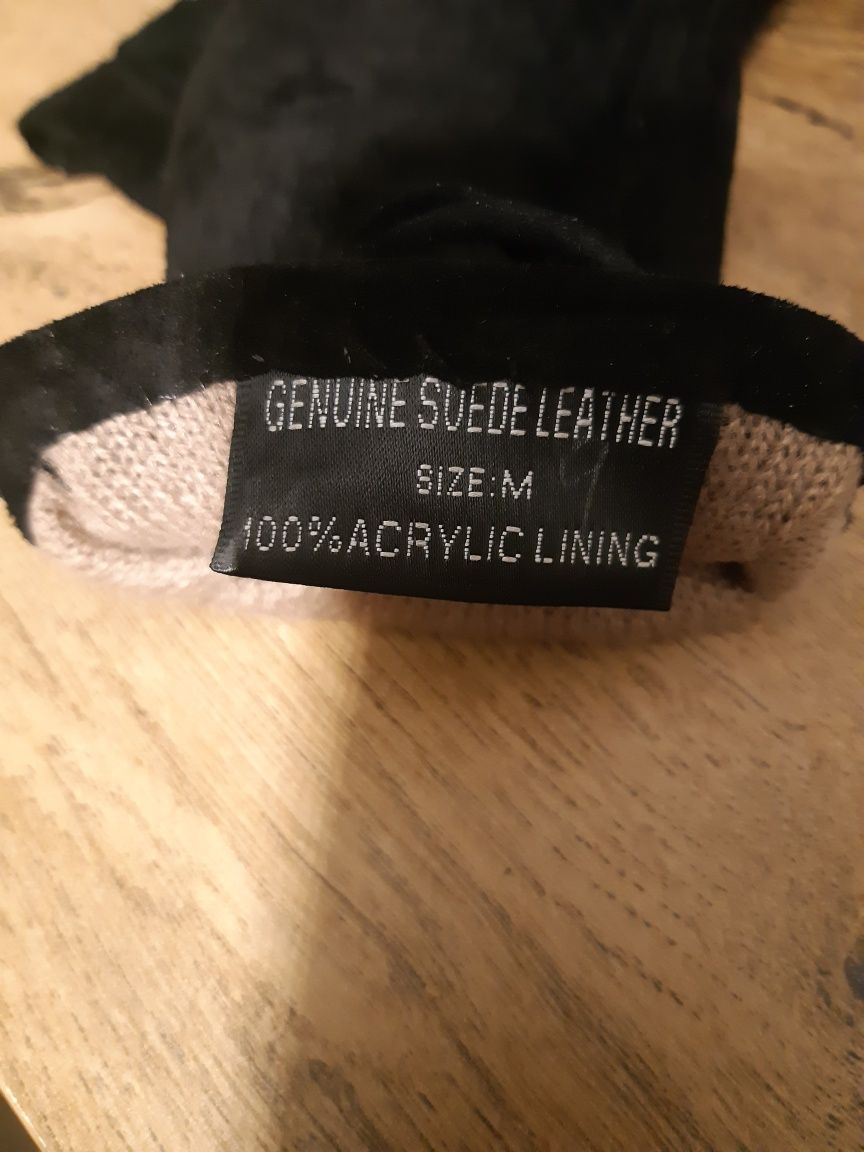 GENUINE SUEDE LEATHER
SIZE:M
100% ACRYLIC LINING